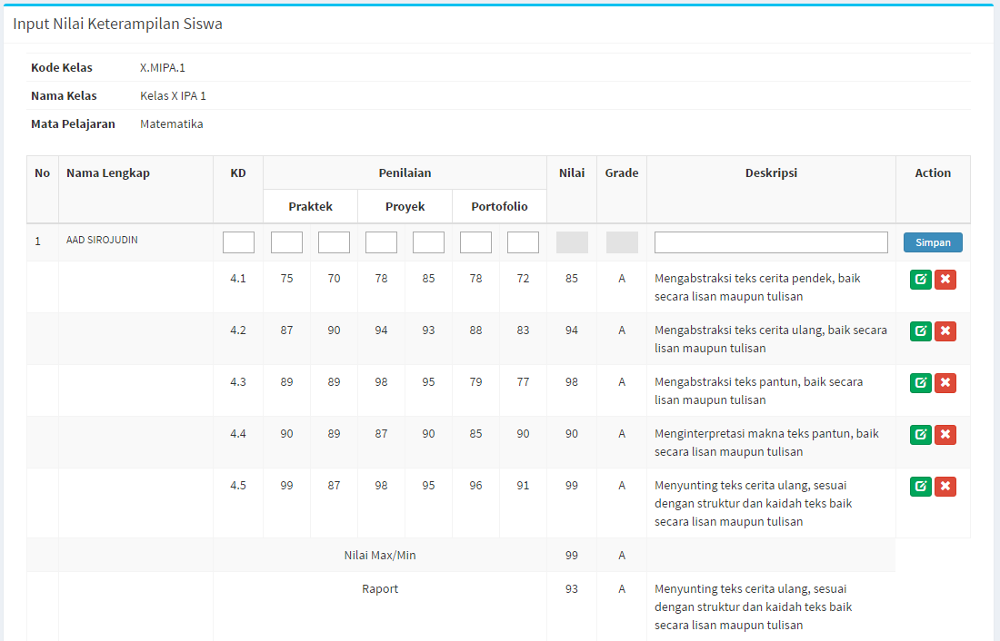 Input Nilai Keterampilan Siswa
Kode Kelas X.MIPA.1
Nama Kelas Kelas X IPA 1
Mata Pelajaran Matematika
No Nama Lengkap KD Penilaian Nilai Grade Deskripsi Action
Praktek Proyek Portofolio
1 AAD SIROJUDIN Simpan
4.1 75 70 78 85 78 72 85 A Mengabstraksi teks cerita pendek, baik
secara lisan maupun tulisan
4.2 87 90 94 93 88 83 94 A Mengabstraksi teks cerita ulang, baik secara
lisan maupun tulisan
4.3 89 89 98 95 79 77 98 A Mengabstraksi teks pantun, baik secara
lisan maupun tulisan
4.4 90 89 87 90 85 90 90 A Menginterpretasi makna teks pantun, baik
secara lisan maupun tulisan
4.5 99 87 98 95 96 91 99 A Menyunting teks cerita ulang, sesuai
dengan struktur dan kaidah teks baik
secara lisan maupun tulisan
Nilai Max/Min 99 A
Raport 93 A Menyunting teks cerita ulang, sesuai
dengan struktur dan kaidah teks baik
secara lisan maupun tulisan